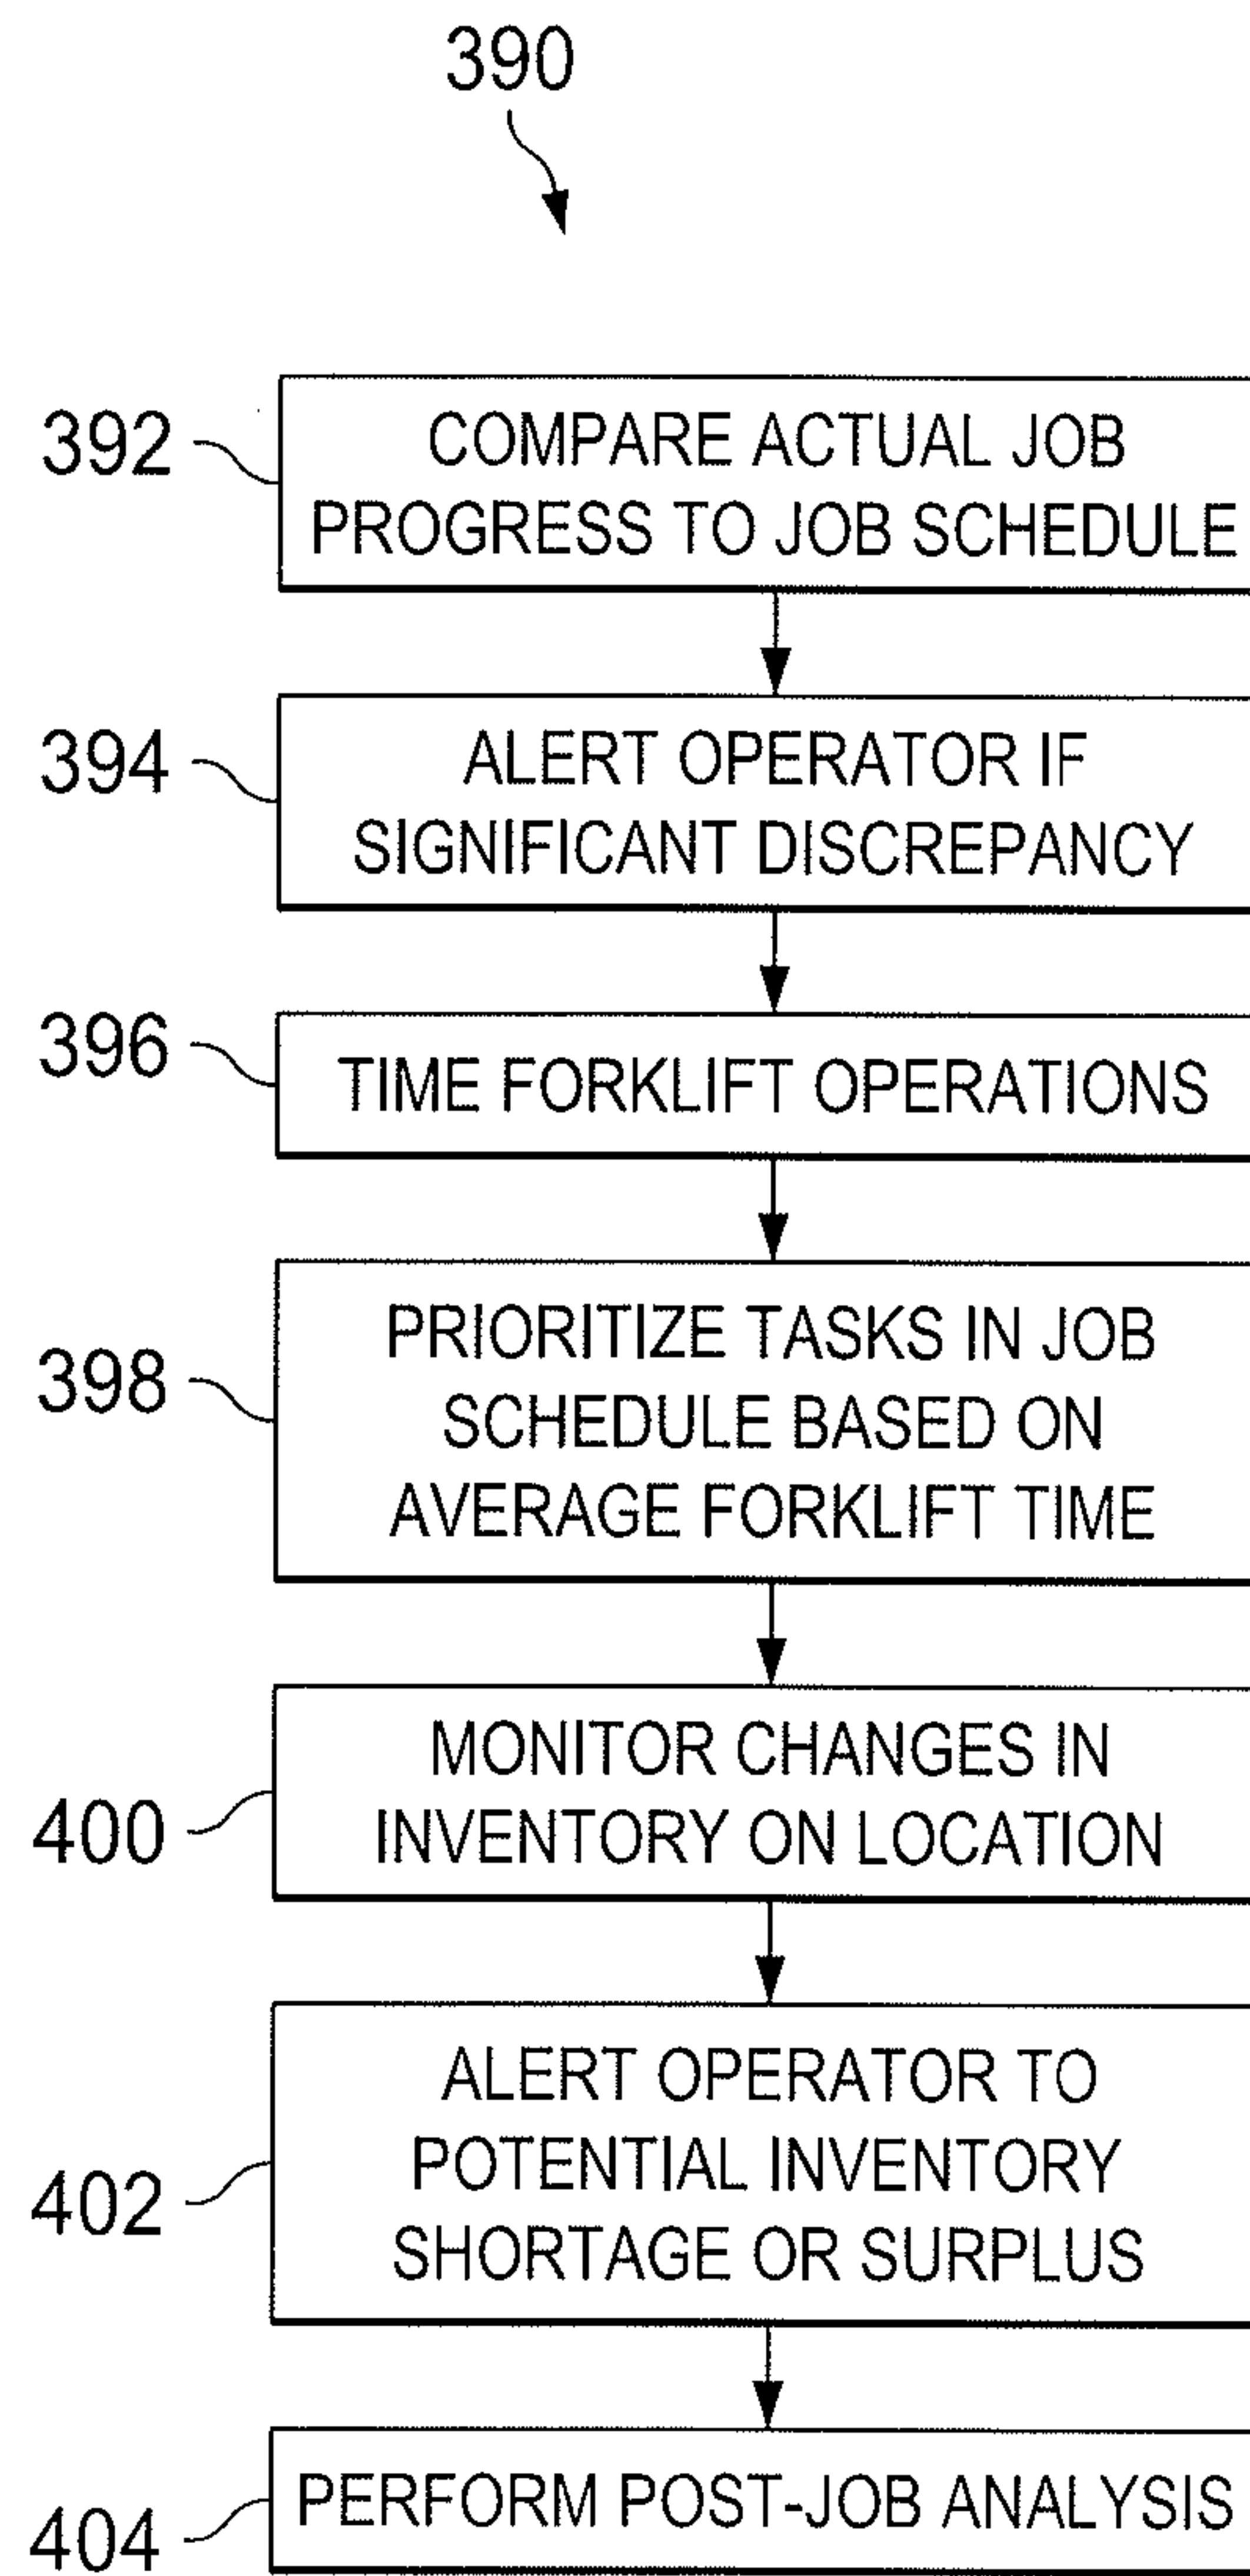 390
392
COMPARE ACTUAL JOB
PROGRESS TO JOB SCHEDULE
394
ALERT OPERATOR IF
SIGNIFICANT DISCREPANCY
396
TIME FORKLIFT OPERATIONS
398
PRIORITIZE TASKS IN JOB
SCHEDULE BASED ON
AVERAGE FORKLIFT TIME
400
MONITOR CHANGES IN
INVENTORY ON LOCATION
402
ALERT OPERATOR TO
POTENTIAL INVENTORY
SHORTAGE OR SURPLUS
404
PERFORM POST-JOB ANALYSIS